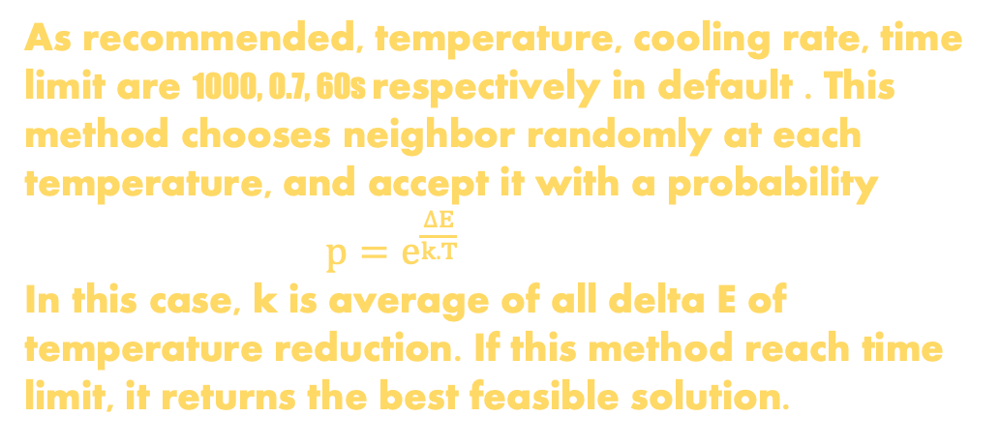 As recommended, temperature, cooling rate, time
limit are 1000, 0.7, 60s respectively in default . This
method chooses neighbor randomly at each
temperature, and accept it with a probability
p = e^(ΔE/k.T)
In this case, k is average of all delta E of
temperature reduction. If this method reach time
limit, it returns the best feasible solution.